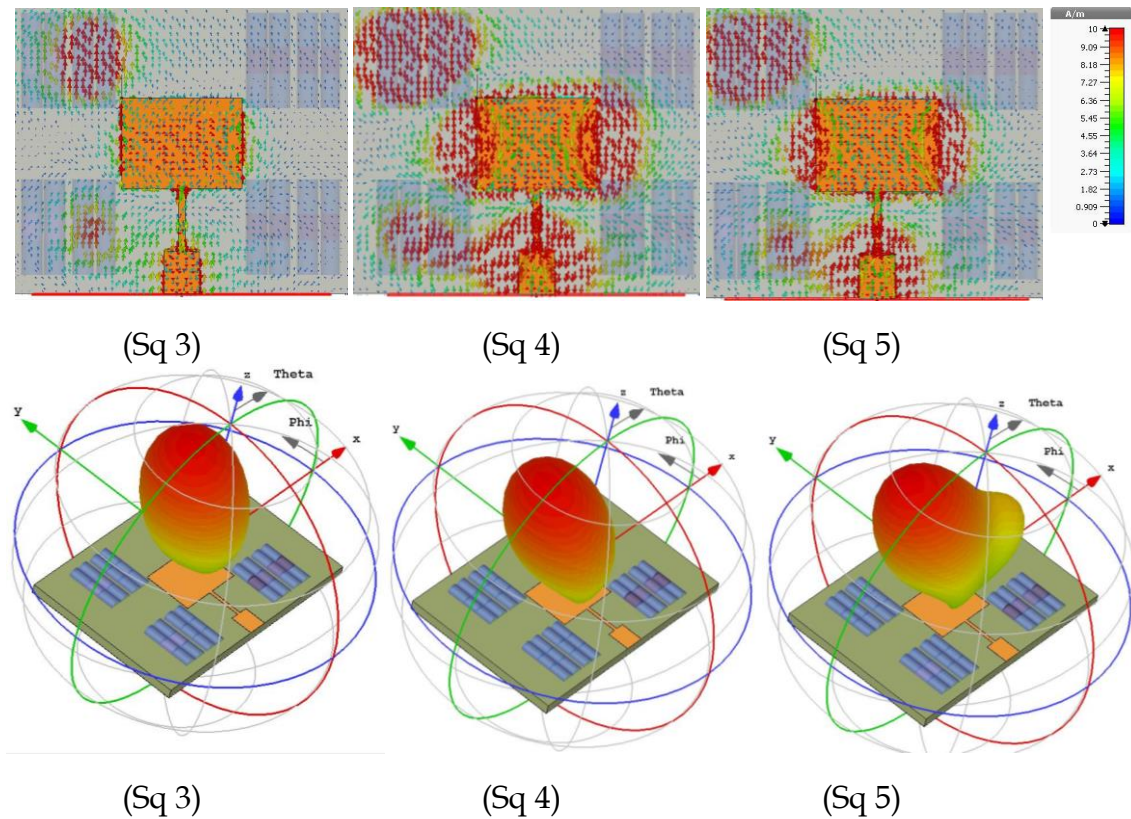 A/m
10
9.09
8.18
7.27
6.36
5.45
4.55
3.64
2.73
1.82
0.909
0
(Sq 3) (Sq 4) (Sq 5)
z Theta
Phi
y
x
z Theta
Phi
y
x
z Theta
Phi
y
x
(Sq 3) (Sq 4) (Sq 5)